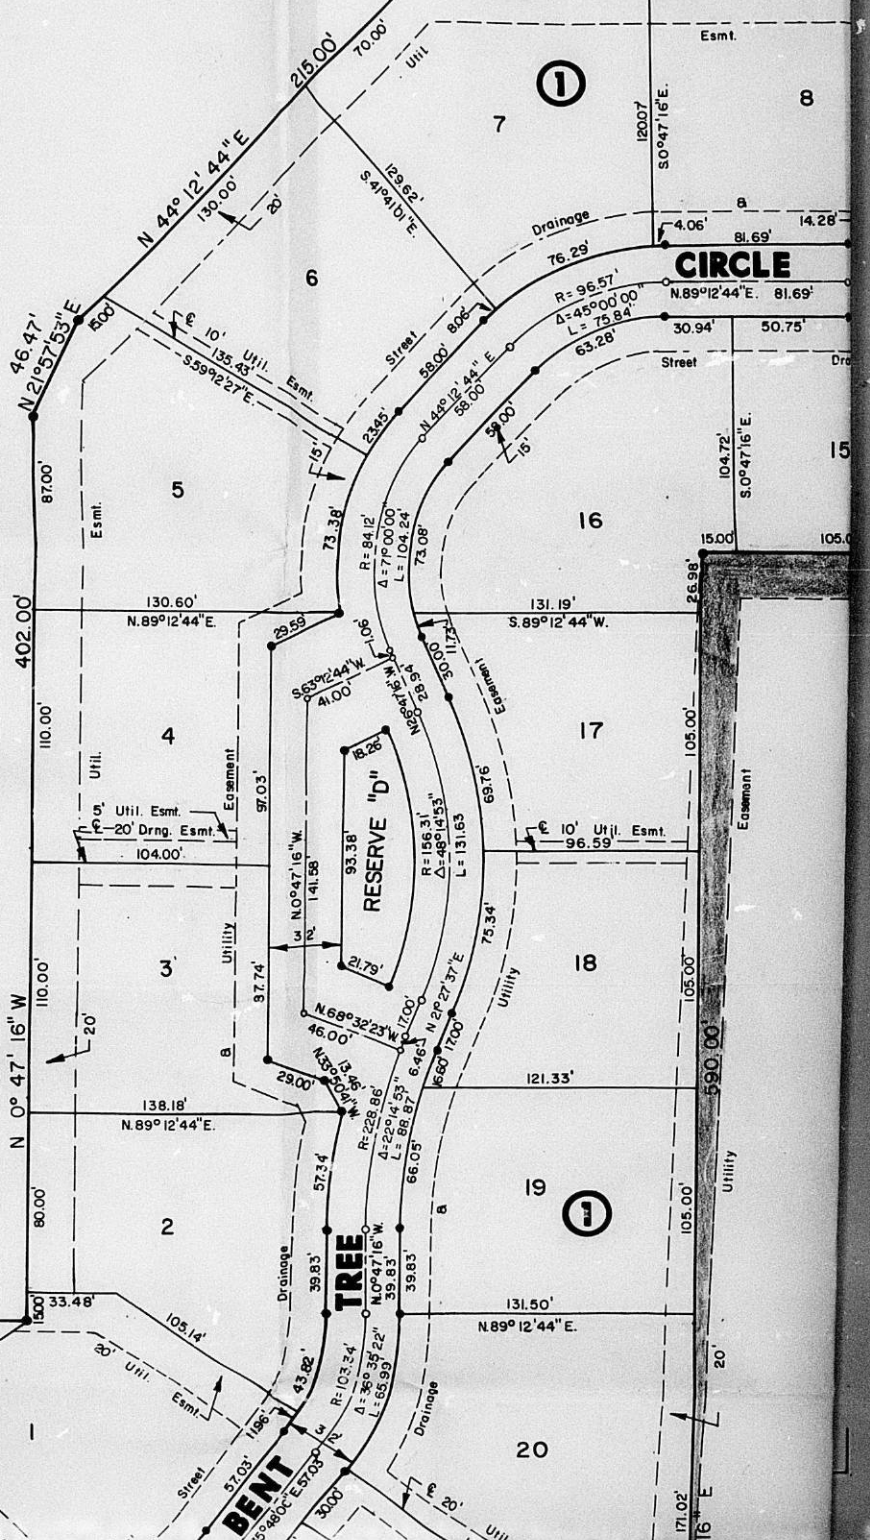 215.00'
70.00'
Util
Esmt.
1
7
8
120.07'
S.0°47'16"E.
N 44° 12' 44" E
130.00'
20'
129.62'
S.41°41'01"E.
6
Drainage
&
4.06'
81.69'
14.28'
76.29'
CIRCLE
R= 96.57'
Δ=45°00'00"
L = 75.84'
N.89°12'44"E.
81.69'
30.94'
50.75'
63.28'
Street
Dra
46.47'
N 21°57'53" E
15.00'
℄ 10' Util. Esmt.
135.43'
S.59°12'27"E.
Street
8.06'
58.00'
N 44°12' 44" E
58.00'
58.00'
15'
23.45'
15'
104.72'
S.0°47'16"E.
15
87.00'
Esmt.
5
73.38'
R= 84.12'
Δ=71°00'00"
L= 104.24'
73.08'
16
15.00'
105.0
26.98'
402.00'
130.60'
N.89°12'44"E.
29.59'
1.06'
131.19'
S.89°12'44"W.
11.73'
30.00'
S.63°12'44"W.
41.00'
N26°47'16"W.
28.94'
Easement
110.00'
4
Util.
Easement
97.03'
18.26'
RESERVE "D"
93.38'
R= 156.31'
Δ=48°14'53"
L= 131.63
69.76'
17
105.00'
Easement
5' Util. Esmt.
℄-20' Drng. Esmt.
104.00'
N.0°47'16"W.
141.58'
℄ 10' Util. Esmt.
96.59'
110.00'
3
Utility
&
87.74'
32'
21.79'
75.34'
18
Utility
105.00'
N 0° 47' 16" W
20'
N.68°32'23"W.
46.00'
17.00'
N 21° 27' 37"E
17.00'
6.46'
16.60'
590.00'
29.00'
13.46'
N33°50'41"W.
121.33'
138.18'
N.89°12'44"E.
R=228.86'
Δ=22°14'53"
L= 88.87'
66.05'
57.34'
80.00'
2
19
1
&
105.00'
Utility
Drainage
39.83'
TREE
N.0°47'16"W.
39.83'
39.83'
15.00'
33.48'
105.14'
131.50'
N.89°12'44"E.
20'
20' Util. Esmt.
43.82'
R=103.34'
Δ=36°35'22"
L= 65.99'
Drainage
11.96'
32'
1
Street
57.03'
BENT
57.03'
30.00'
20
℄ 20'
Util
171.02'
16" E